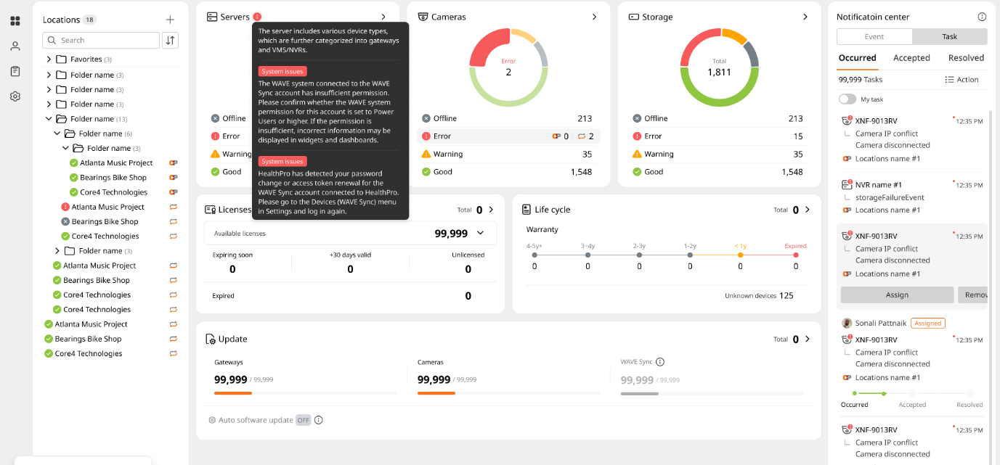 Locations 18
Search
Favorites (3)
Folder name (3)
Folder name (3)
Folder name (3)
Folder name (13)
Folder name (6)
Folder name (3)
Atlanta Music Project
Bearings Bike Shop
Core4 Technologies
Atlanta Music Project
Bearings Bike Shop
Core4 Technologies
Folder name (3)
Atlanta Music Project
Bearings Bike Shop
Core4 Technologies
Core4 Technologies
Atlanta Music Project
Bearings Bike Shop
Core4 Technologies
Servers
The server includes various device types,
which are further categorized into gateways
and VMS/NVRs.
System issues
The WAVE system connected to the WAVE
Sync account has insufficient permission.
Please confirm whether the WAVE system
permission for this account is set to Power
Users or higher. If the permission is
insufficient, incorrect information may be
displayed in widgets and dashboards.
System issues
HealthPro has detected your password
change or access token renewal for the
WAVE Sync account connected to HealthPro.
Please go to the Devices (WAVE Sync) menu
in Settings and log in again.
Offline
Error
Warning
Good
Cameras
Error
2
Offline 213
Error 0 2
Warning 35
Good 1,548
Storage
Total
1,811
Offline 213
Error 15
Warning 35
Good 1,548
Licenses Total 0
Available licenses 99,999
Expiring soon +30 days valid Unlicensed
0 0 0
Expired 0
Life cycle Total 0
Warranty
4-5y+ 3~4y 2-3y 1-2y < 1y Expired
0 0 0 0 0 0
Unknown devices 125
Update Total 0
Gateways Cameras WAVE Sync
99,999 / 99,999 99,999 / 99,999 99,999 / 99,999
Auto software update OFF
Notificatoin center
Event Task
Occurred Accepted Resolved
99,999 Tasks Action
My task
XNF-9013RV 12:35 PM
Camera IP conflict
Camera disconnected
Locations name #1
NVR name #1 12:35 PM
storageFailureEvent
Locations name #1
XNF-9013RV 12:35 PM
Camera IP conflict
Camera disconnected
Locations name #1
Assign Remov
Sonali Pattnaik Assigned
XNF-9013RV 12:35 PM
Camera IP conflict
Camera disconnected
Locations name #1
Occurred Accepted Resolved
XNF-9013RV 12:35 PM
Camera IP conflict
Camera disconnected